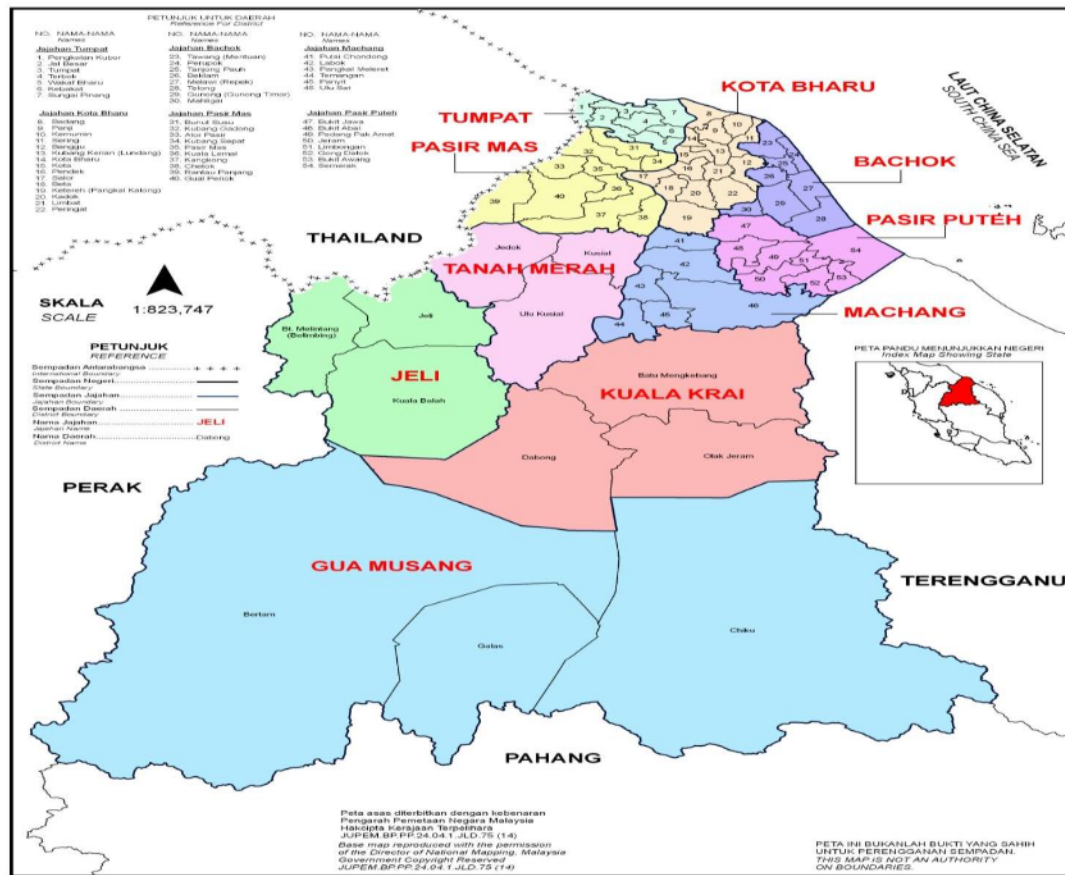 PETUNJUK UNTUK DAERAH
Reference For District
NO. NAMA-NAMA
Names
Jajahan Tumpat
1. Pengkalan Kubor
2. Jal Besar
3. Tumpat
4. Terbok
5. Wakaf Bharu
6. Kebakat
7. Sungai Pinang
Jajahan Kota Bharu
8. Badang
9. Panji
10. Kemumin
11. Sering
12. Banggu
13. Kubang Kerian (Lundang)
14. Kota Bharu
15. Kota
16. Pendek
17. Salor
18. Beta
19. Ketereh (Pangkal Kalong)
20. Kadok
21. Limbat
22. Peringat
NO. NAMA-NAMA
Names
Jajahan Bachok
23. Tawang (Mentuan)
24. Perupok
25. Tanjong Pauh
26. Beklam
27. Melawi (Repek)
28. Telong
29. Gunong (Gunong Timor)
30. Mahligai
Jajahan Pasir Mas
31. Bunut Susu
32. Kubang Gadong
33. Alor Pasir
34. Kubang Sepat
35. Pasir Mas
36. Kuala Lemal
37. Kangkong
38. Chetok
39. Rantau Panjang
40. Gual Periok
NO. NAMA-NAMA
Names
Jajahan Machang
41. Pulai Chondong
42. Labok
43. Pangkal Meleret
44. Temangan
45. Panyit
46. Ulu Sat
Jajahan Pasir Puteh
47. Bukit Jawa
48. Bukit Abal
49. Padang Pak Amat
50. Jeram
51. Limbongan
52. Gong Datok
53. Bukit Awang
54. Semerak
KOTA BHARU
TUMPAT
PASIR MAS
LAUT CHINA SELATAN
SOUTH CHINA SEA
BACHOK
PASIR PUTEH
THAILAND
TANAH MERAH
Jedok
Kusial
Ulu Kusial
MACHANG
SKALA
SCALE
1:823,747
Bt. Melintang
(Belimbing)
Jeli
JELI
Kuala Balah
PETUNJUK
REFERENCE
Sempadan Antarabangsa
International Boundary
Sempadan Negeri
State Boundary
Sempadan Jajahan
Jajahan Boundary
Sempadan Daerah
District Boundary
Nama Jajahan JELI
Jajahan Name
Nama Daerah Dabong
District Name
PETA PANDU MENUNJUKKAN NEGERI
Index Map Showing State
Batu Mengkebang
KUALA KRAI
Dabong
Olak Jeram
PERAK
GUA MUSANG
TERENGGANU
Bertam
Galas
Chiku
PAHANG
Peta asas diterbitkan dengan kebenaran
Pengarah Pemetaan Negara Malaysia
Hakcipta Kerajaan Terpelihara
JUPEM.BP.PP.24.04.1.JLD.75 (14)
Base map reproduced with the permission
of the Director of National Mapping, Malaysia
Government Copyright Reserved
JUPEM.BP.PP.24.04.1.JLD.75 (14)
PETA INI BUKANLAH BUKTI YANG SAHIH
UNTUK PERENGGANAN SEMPADAN.
THIS MAP IS NOT AN AUTHORITY
ON BOUNDARIES.